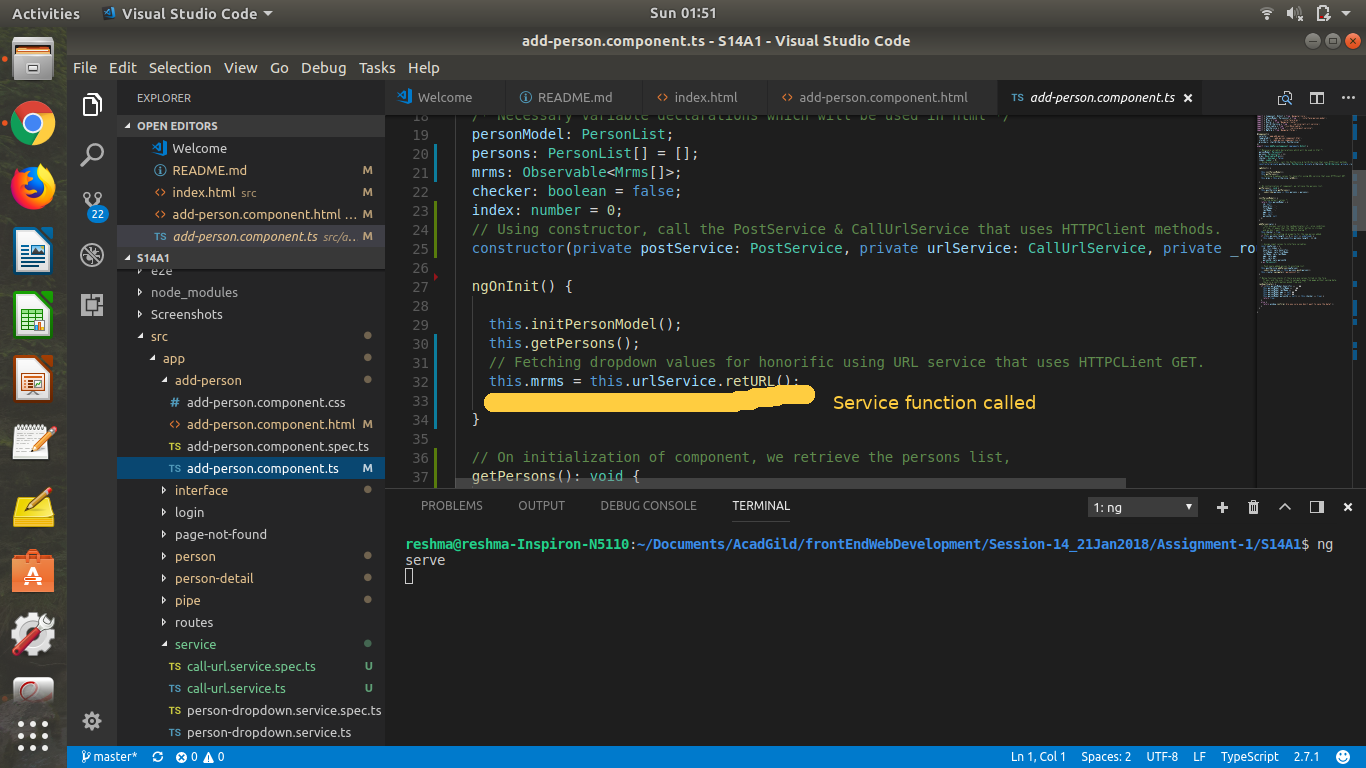 Activities Visual Studio Code Sun 01:51
add-person.component.ts - S14A1 - Visual Studio Code
File Edit Selection View Go Debug Tasks Help
EXPLORER
OPEN EDITORS
Welcome
README.md M
index.html src
add-person.component.html ... M
add-person.component.ts src/a... M
S14A1
e2e
node_modules
Screenshots
src
app
add-person
# add-person.component.css
add-person.component.html M
TS add-person.component.spec.ts
TS add-person.component.ts M
interface
login
page-not-found
person
person-detail
pipe
routes
service
TS call-url.service.spec.ts U
TS call-url.service.ts U
TS person-dropdown.service.spec.ts
TS person-dropdown.service.ts
22
Welcome README.md index.html add-person.component.html TS add-person.component.ts
18 /* Necessary variable declarations which will be used in html */
19 personModel: PersonList;
20 persons: PersonList[] = [];
21 mrms: Observable<Mrms[]>;
22 checker: boolean = false;
23 index: number = 0;
24 // Using constructor, call the PostService & CallUrlService that uses HTTPClient methods.
25 constructor(private postService: PostService, private urlService: CallUrlService, private _ro
26
27 ngOnInit() {
28
29 this.initPersonModel();
30 this.getPersons();
31 // Fetching dropdown values for honorific using URL service that uses HTTPCLient GET.
32 this.mrms = this.urlService.retURL();
33 Service function called
34 }
35
36 // On initialization of component, we retrieve the persons list,
37 getPersons(): void {
PROBLEMS OUTPUT DEBUG CONSOLE TERMINAL 1: ng
reshma@reshma-Inspiron-N5110:~/Documents/AcadGild/frontEndWebDevelopment/Session-14_21Jan2018/Assignment-1/S14A1$ ng
serve
master* 0 0 Ln 1, Col 1 Spaces: 2 UTF-8 LF TypeScript 2.7.1